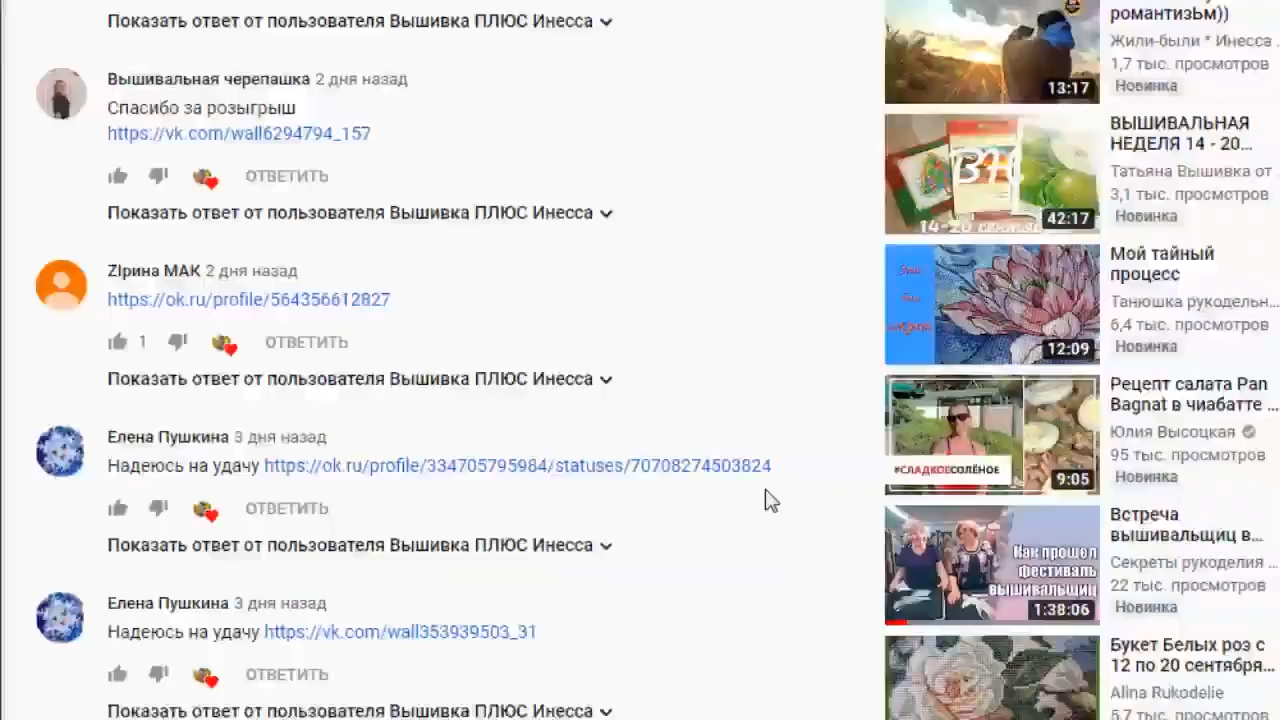 Показать ответ от пользователя Вышивка ПЛЮС Инесса
Вышивальная черепашка 2 дня назад
Спасибо за розыгрыш
https://vk.com/wall6294794_157
ОТВЕТИТЬ
Показать ответ от пользователя Вышивка ПЛЮС Инесса
ZIрина МАК 2 дня назад
https://ok.ru/profile/564356612827
1
ОТВЕТИТЬ
Показать ответ от пользователя Вышивка ПЛЮС Инесса
Елена Пушкина 3 дня назад
Надеюсь на удачу https://ok.ru/profile/334705795984/statuses/70708274503824
ОТВЕТИТЬ
Показать ответ от пользователя Вышивка ПЛЮС Инесса
Елена Пушкина 3 дня назад
Надеюсь на удачу https://vk.com/wall353939503_31
ОТВЕТИТЬ
Показать ответ от пользователя Вышивка ПЛЮС Инесса
13:17
романтизЬм))
Жили-были * Инесса
1,7 тыс. просмотров
Новинка
ВН
14-20
42:17
ВЫШИВАЛЬНАЯ
НЕДЕЛЯ 14 - 20...
Татьяна Вышивка от
3,1 тыс. просмотров
Новинка
12:09
Мой тайный
процесс
Танюшка рукодельн...
6,4 тыс. просмотров
Новинка
#СЛАДКОЕСОЛЁНОЕ
9:05
Рецепт салата Pan
Bagnat в чиабатте ...
Юлия Высоцкая
95 тыс. просмотров
Новинка
Как прошел
фестиваль
вышивальщиц
1:38:06
Встреча
вышивальщиц в...
Секреты рукоделия ...
22 тыс. просмотров
Новинка
Букет Белых роз с
12 по 20 сентября...
Alina Rukodelie
5,7 тыс. просмотров